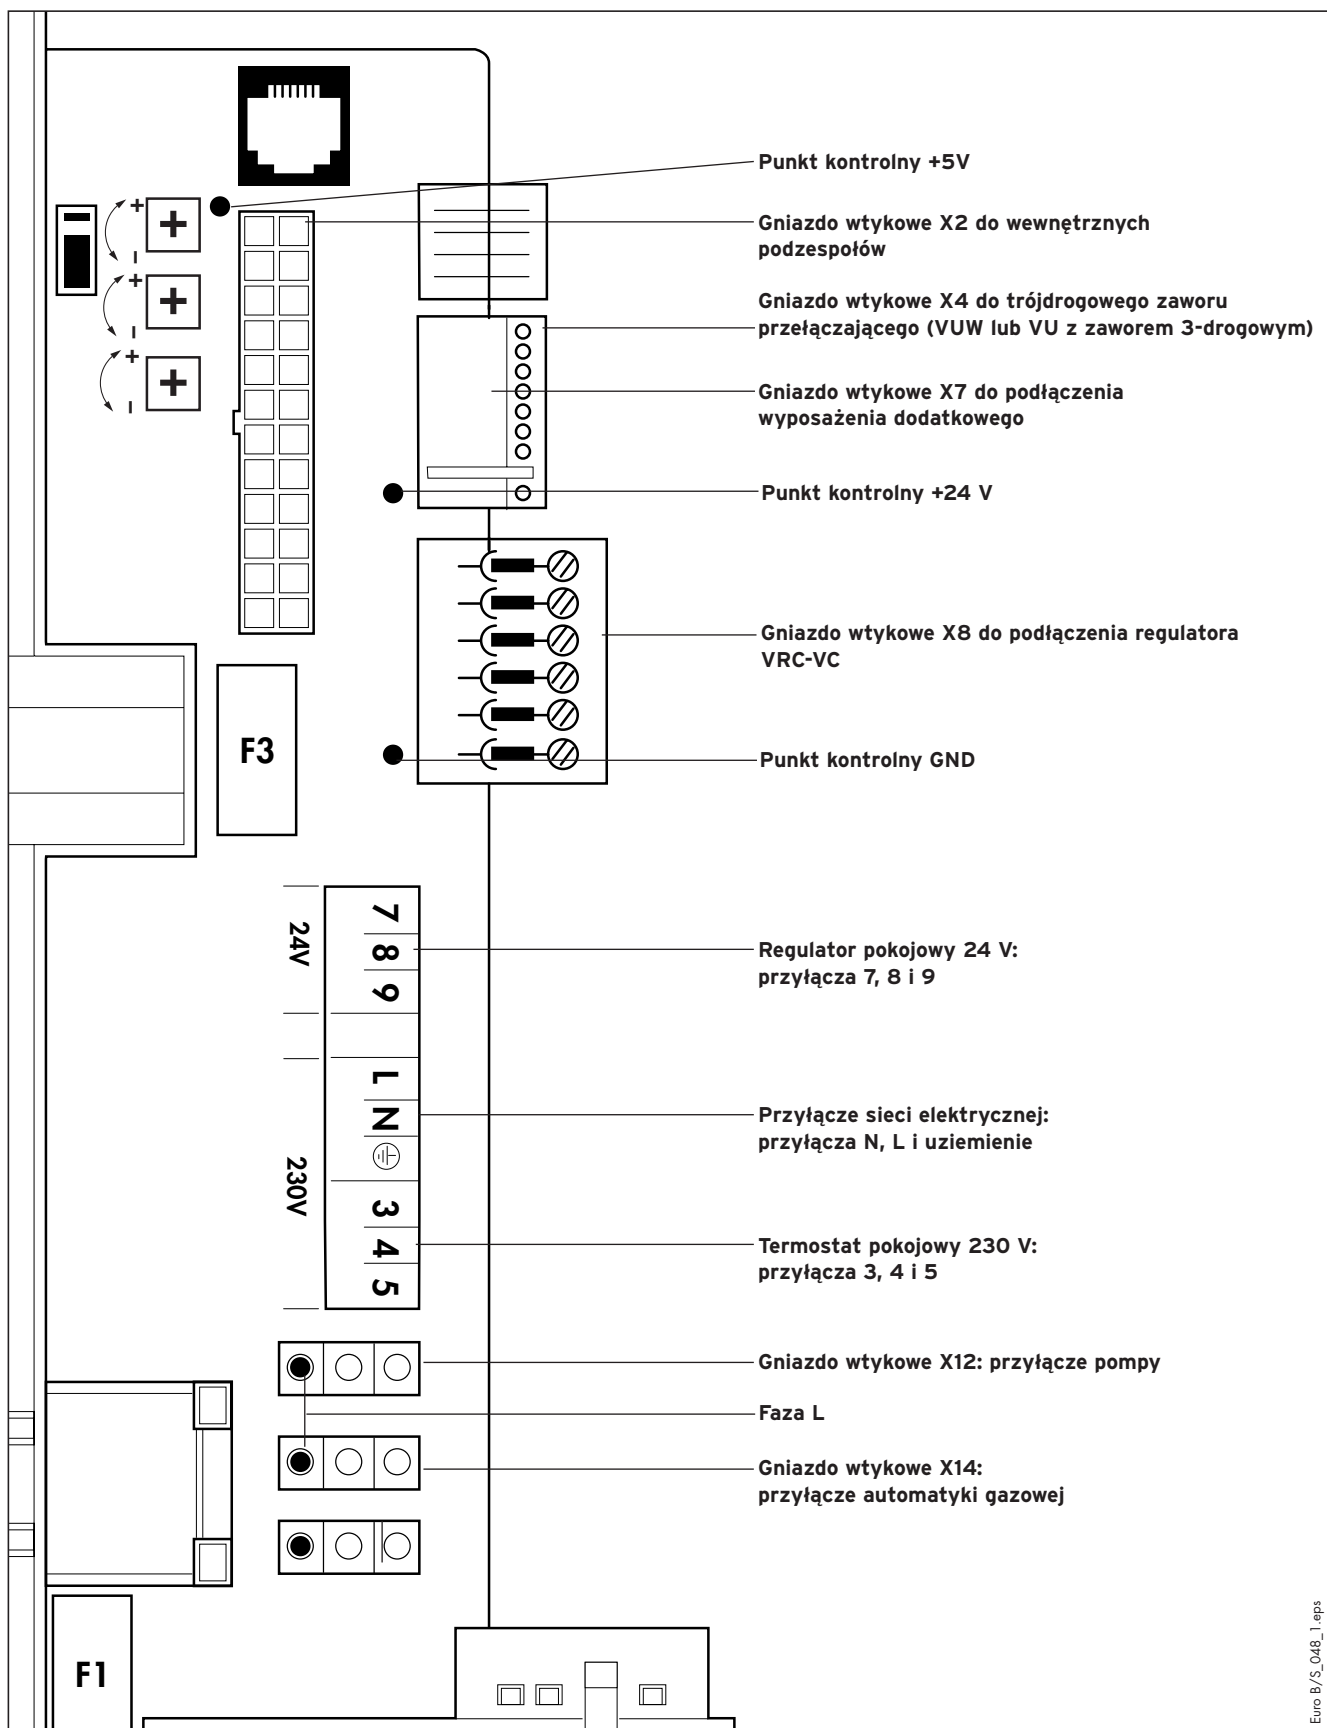 Punkt kontrolny +5V
Gniazdo wtykowe X2 do wewnętrznych
podzespołów
Gniazdo wtykowe X4 do trójdrogowego zaworu
przełączającego (VUW lub VU z zaworem 3-drogowym)
Gniazdo wtykowe X7 do podłączenia
wyposażenia dodatkowego
Punkt kontrolny +24 V
Gniazdo wtykowe X8 do podłączenia regulatora
VRC-VC
Punkt kontrolny GND
Regulator pokojowy 24 V:
przyłącza 7, 8 i 9
Przyłącze sieci elektrycznej:
przyłącza N, L i uziemienie
Termostat pokojowy 230 V:
przyłącza 3, 4 i 5
Gniazdo wtykowe X12: przyłącze pompy
Faza L
Gniazdo wtykowe X14:
przyłącze automatyki gazowej
+
+
–
+
+
–
+
+
–
F3
24V
7
8
9
230V
L
N
3
4
5
F1
Euro B/S_048_1.eps